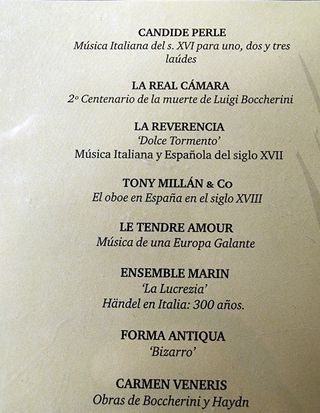 CANDIDE PERLE
Música Italiana del s. XVI para uno, dos y tres
laúdes
LA REAL CÁMARA
2º Centenario de la muerte de Luigi Boccherini
LA REVERENCIA
‘Dolce Tormento’
Música Italiana y Española del siglo XVII
TONY MILLÁN & Co
El oboe en España en el siglo XVIII
LE TENDRE AMOUR
Música de una Europa Galante
ENSEMBLE MARIN
‘La Lucrezia’
Händel en Italia: 300 años.
FORMA ANTIQUA
‘Bizarro’
CARMEN VENERIS
Obras de Boccherini y Haydn